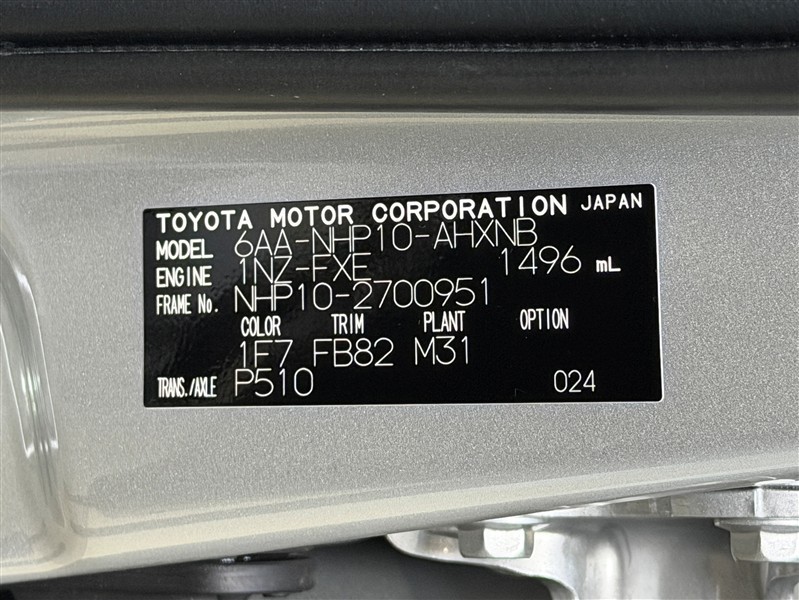 TOYOTA MOTOR CORPORATION JAPAN
MODEL 6AA-NHP10-AHXNB
ENGINE 1NZ-FXE 1496 mL
FRAME No. NHP10-2700951
COLOR TRIM PLANT OPTION
1F7 FB82 M31
TRANS./AXLE P510 024